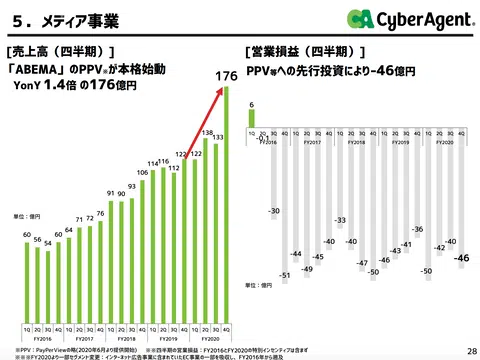 5．メディア事業
CyberAgent®
[売上高（四半期）]
「ABEMA」のPPV※が本格始動
YonY 1.4倍 の176億円
単位：億円
60 56 54 60 64 71 72 76 91 90 93 106 114 116 112 122 122 138 133 176
1Q 2Q 3Q 4Q 1Q 2Q 3Q 4Q 1Q 2Q 3Q 4Q 1Q 2Q 3Q 4Q 1Q 2Q 3Q 4Q
FY2016 FY2017 FY2018 FY2019 FY2020
[営業損益（四半期）]
PPV等への先行投資により-46億円
6
1Q 2Q 3Q 4Q 1Q 2Q 3Q 4Q 1Q 2Q 3Q 4Q 1Q 2Q 3Q 4Q 1Q 2Q 3Q 4Q
FY2016 FY2017 FY2018 FY2019 FY2020
-0.1 -30 -51 -44 -49 -45 -40 -33 -40 -47 -50 -46 -43 -41 -36 -50 -42 -40 -46
単位：億円
※PPV：PayPerViewの略(2020年6月より提供開始)　※※四半期の営業損益：FY2016とFY2020の特別インセンティブは含まず
※※※FY2020より一部セグメント変更：インターネット広告事業に含まれていたEC事業の一部を吸収し、FY2016年から遡及
28